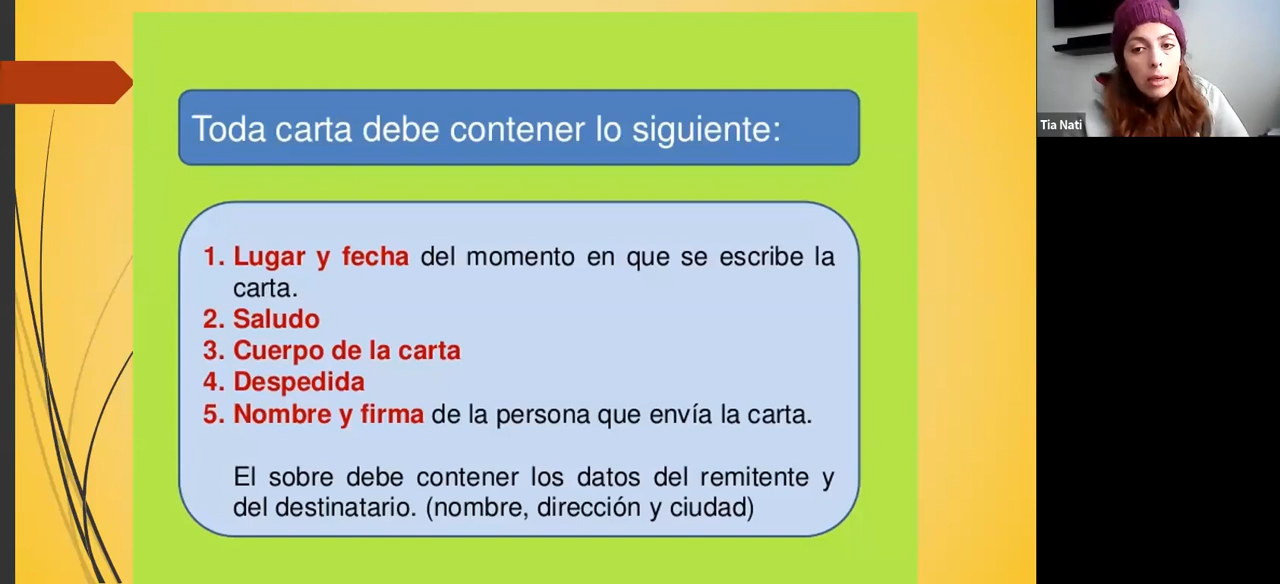 Toda carta debe contener lo siguiente:
1. Lugar y fecha del momento en que se escribe la
carta.
2. Saludo
3. Cuerpo de la carta
4. Despedida
5. Nombre y firma de la persona que envía la carta.
El sobre debe contener los datos del remitente y
del destinatario. (nombre, dirección y ciudad)
Tia Nati